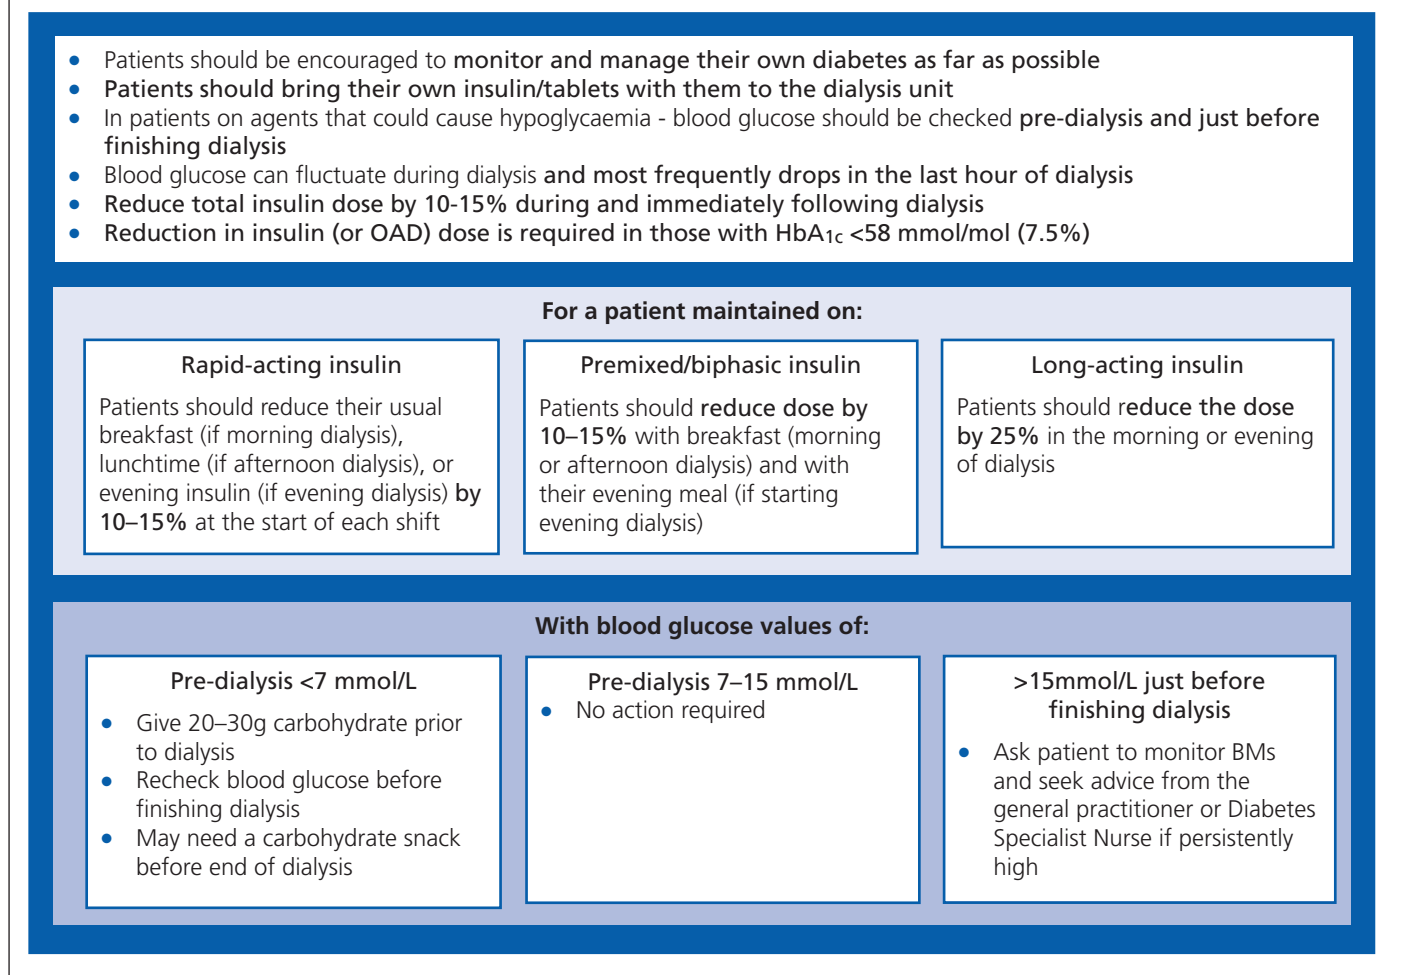 • Patients should be encouraged to monitor and manage their own diabetes as far as possible
• Patients should bring their own insulin/tablets with them to the dialysis unit
• In patients on agents that could cause hypoglycaemia - blood glucose should be checked pre-dialysis and just before
finishing dialysis
• Blood glucose can fluctuate during dialysis and most frequently drops in the last hour of dialysis
• Reduce total insulin dose by 10-15% during and immediately following dialysis
• Reduction in insulin (or OAD) dose is required in those with HbA1c <58 mmol/mol (7.5%)
For a patient maintained on:
Rapid-acting insulin
Patients should reduce their usual
breakfast (if morning dialysis),
lunchtime (if afternoon dialysis), or
evening insulin (if evening dialysis) by
10–15% at the start of each shift
Premixed/biphasic insulin
Patients should reduce dose by
10–15% with breakfast (morning
or afternoon dialysis) and with
their evening meal (if starting
evening dialysis)
Long-acting insulin
Patients should reduce the dose
by 25% in the morning or evening
of dialysis
With blood glucose values of:
Pre-dialysis <7 mmol/L
• Give 20–30g carbohydrate prior
to dialysis
• Recheck blood glucose before
finishing dialysis
• May need a carbohydrate snack
before end of dialysis
Pre-dialysis 7–15 mmol/L
• No action required
>15mmol/L just before
finishing dialysis
• Ask patient to monitor BMs
and seek advice from the
general practitioner or Diabetes
Specialist Nurse if persistently
high